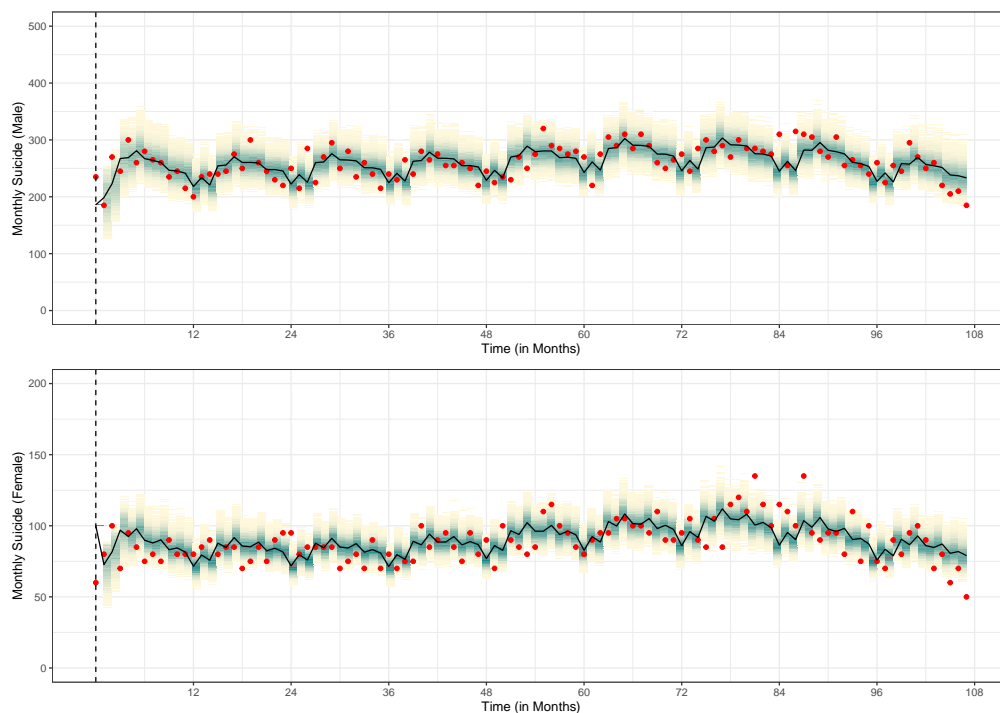 Monthly Suicide (Male)
500
400
300
200
100
0
12 24 36 48 60 72 84 96 108
Time (in Months)
Monthly Suicide (Female)
200
150
100
50
0
12 24 36 48 60 72 84 96 108
Time (in Months)